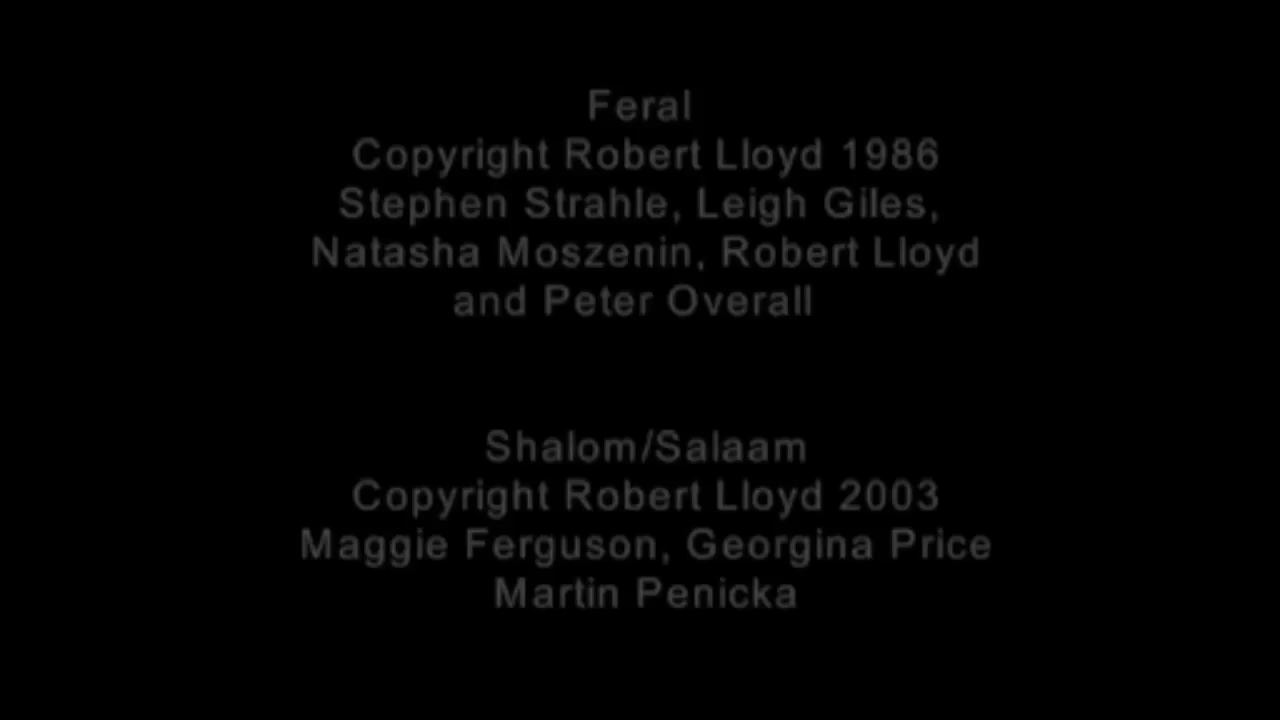 Feral
Copyright Robert Lloyd 1986
Stephen Strahle, Leigh Giles,
Natasha Moszenin, Robert Lloyd
and Peter Overall
Shalom/Salaam
Copyright Robert Lloyd 2003
Maggie Ferguson, Georgina Price
Martin Penicka